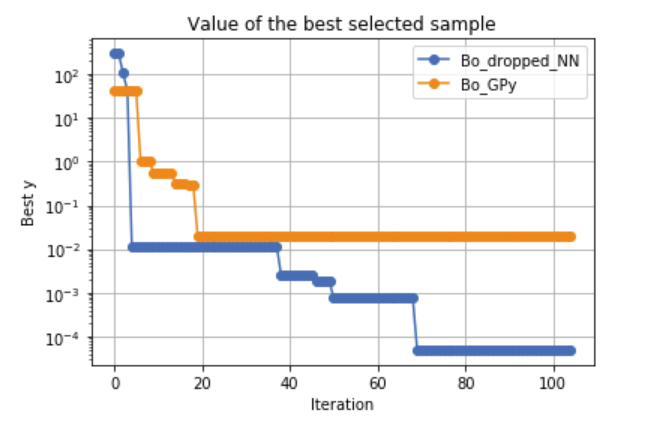 Value of the best selected sample
Bo_dropped_NN
Bo_GPy
Best y
10²
10¹
10⁰
10⁻¹
10⁻²
10⁻³
10⁻⁴
0 20 40 60 80 100
Iteration